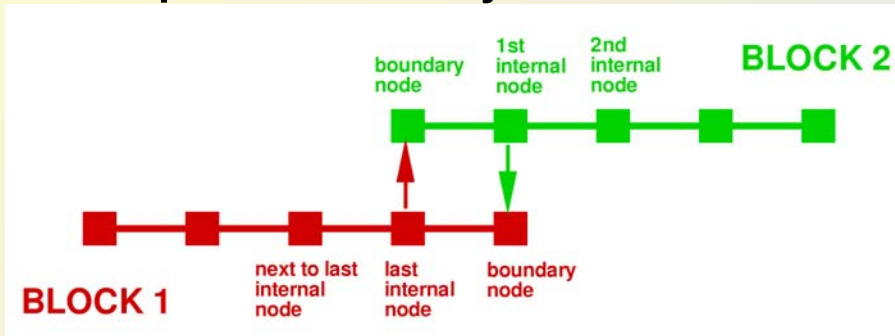 boundary
node
1st
internal
node
2nd
internal
node
BLOCK 2
next to last
internal
node
last
internal
node
boundary
node
BLOCK 1